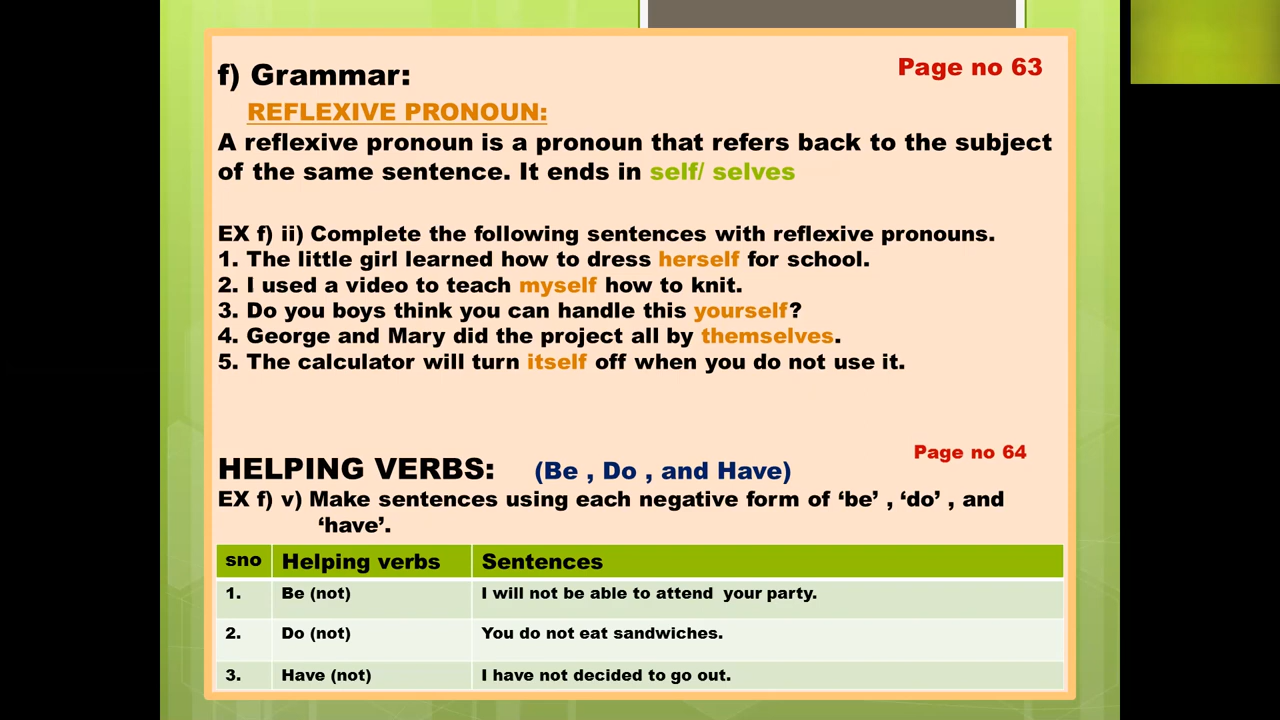 f) Grammar:
Page no 63
REFLEXIVE PRONOUN:
A reflexive pronoun is a pronoun that refers back to the subject
of the same sentence. It ends in self/ selves
EX f) ii) Complete the following sentences with reflexive pronouns.
1. The little girl learned how to dress herself for school.
2. I used a video to teach myself how to knit.
3. Do you boys think you can handle this yourself?
4. George and Mary did the project all by themselves.
5. The calculator will turn itself off when you do not use it.
Page no 64
HELPING VERBS: (Be , Do , and Have)
EX f) v) Make sentences using each negative form of ‘be’ , ‘do’ , and
‘have’.
sno Helping verbs Sentences
1. Be (not) I will not be able to attend  your party.
2. Do (not) You do not eat sandwiches.
3. Have (not) I have not decided to go out.